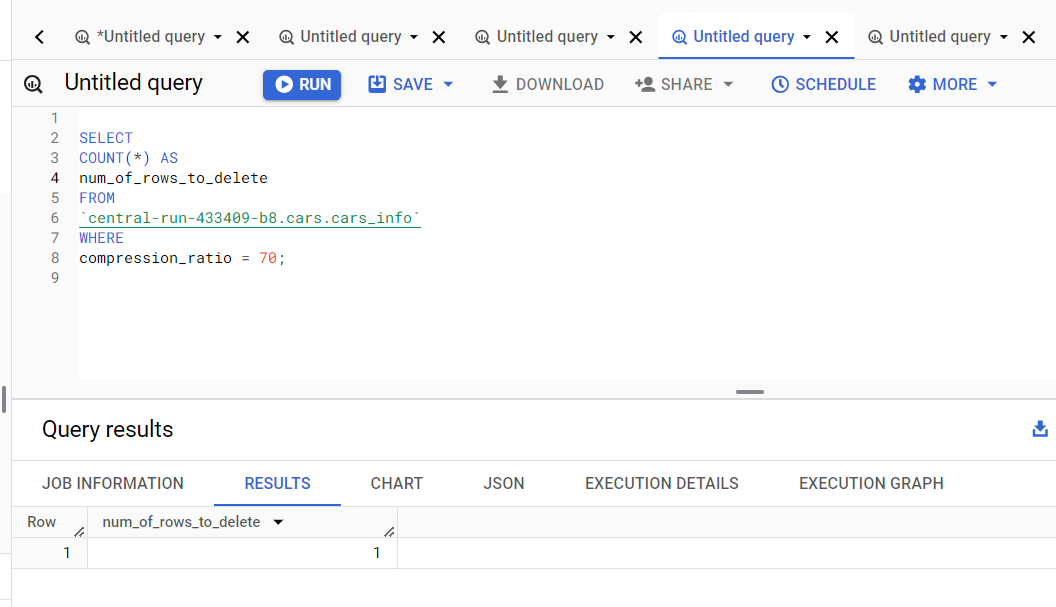 *Untitled query Untitled query Untitled query Untitled query Untitled query
Untitled query RUN SAVE DOWNLOAD SHARE SCHEDULE MORE
1
2 SELECT
3 COUNT(*) AS
4 num_of_rows_to_delete
5 FROM
6 `central-run-433409-b8.cars.cars_info`
7 WHERE
8 compression_ratio = 70;
9
Query results
JOB INFORMATION RESULTS CHART JSON EXECUTION DETAILS EXECUTION GRAPH
Row num_of_rows_to_delete
1 1